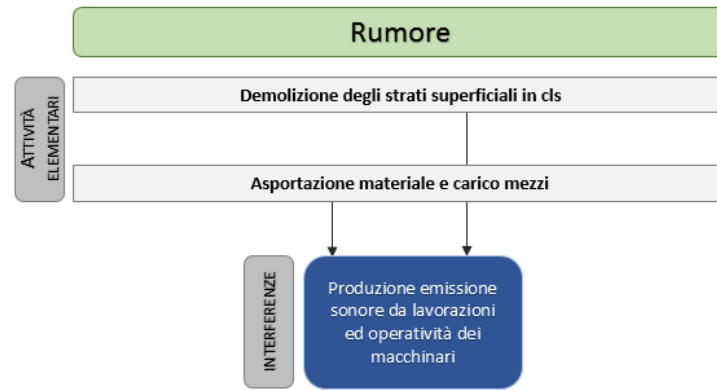 Rumore
Demolizione degli strati superficiali in cls
ATTIVITÀ
ELEMENTARI
Asportazione materiale e carico mezzi
INTERFERENZE
Produzione emissione
sonore da lavorazioni
ed operatività dei
macchinari